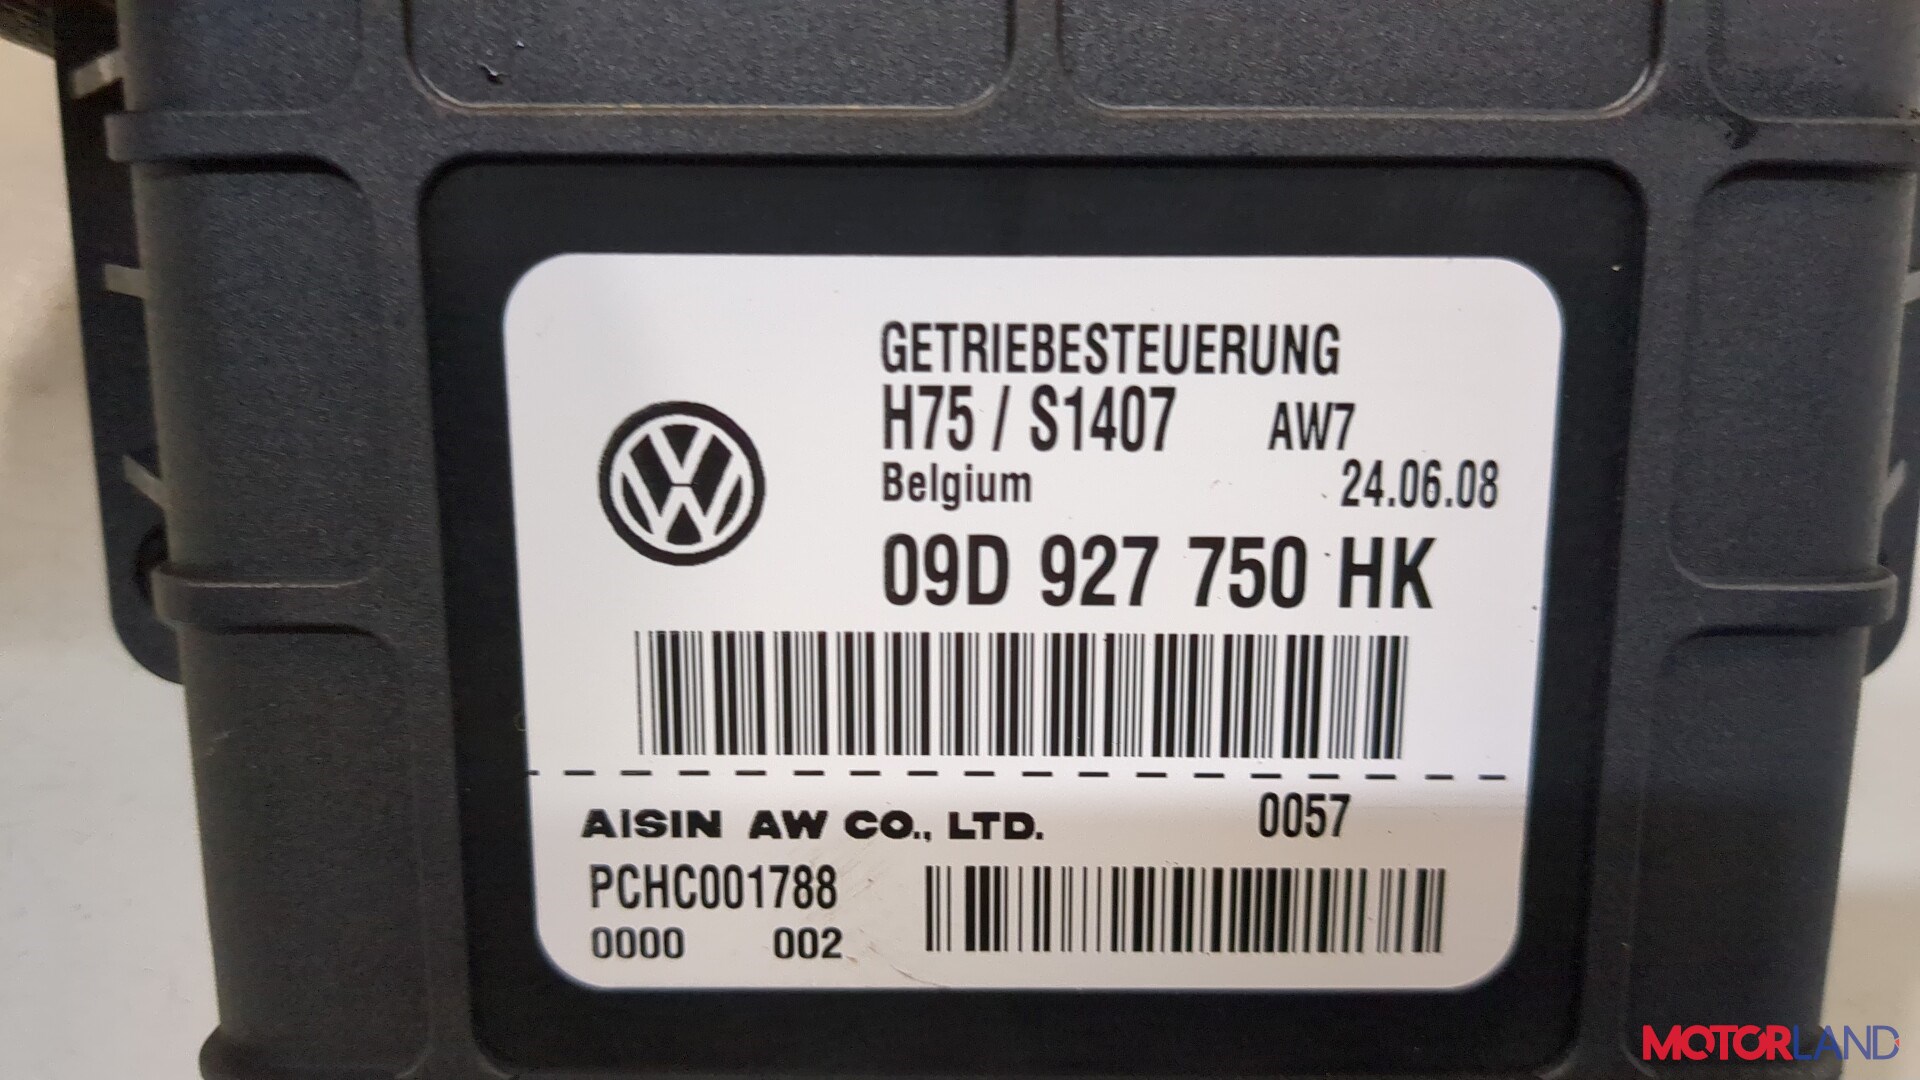 GETRIEBESTEUERUNG
H75 / S1407 AW7
Belgium 24.06.08
09D 927 750 HK
AISIN AW CO., LTD. 0057
PCHC001788
0000 002
MOTORLAND